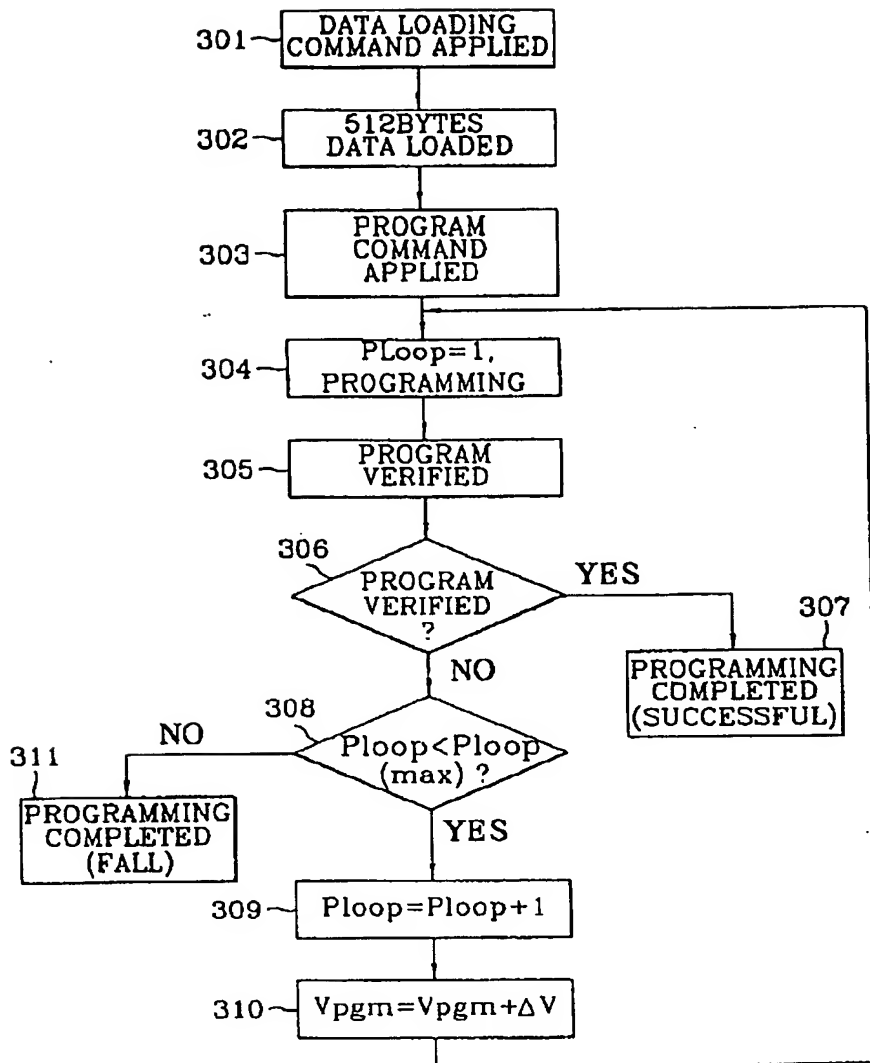 301
DATA LOADING
COMMAND APPLIED
302
512BYTES
DATA LOADED
303
PROGRAM
COMMAND
APPLIED
304
PLoop=1,
PROGRAMMING
305
PROGRAM
VERIFIED
306
PROGRAM
VERIFIED
?
YES
307
PROGRAMMING
COMPLETED
(SUCCESSFUL)
NO
308
Ploop<Ploop
(max) ?
NO
311
PROGRAMMING
COMPLETED
(FALL)
YES
309
Ploop=Ploop+1
310
Vpgm=Vpgm+ΔV